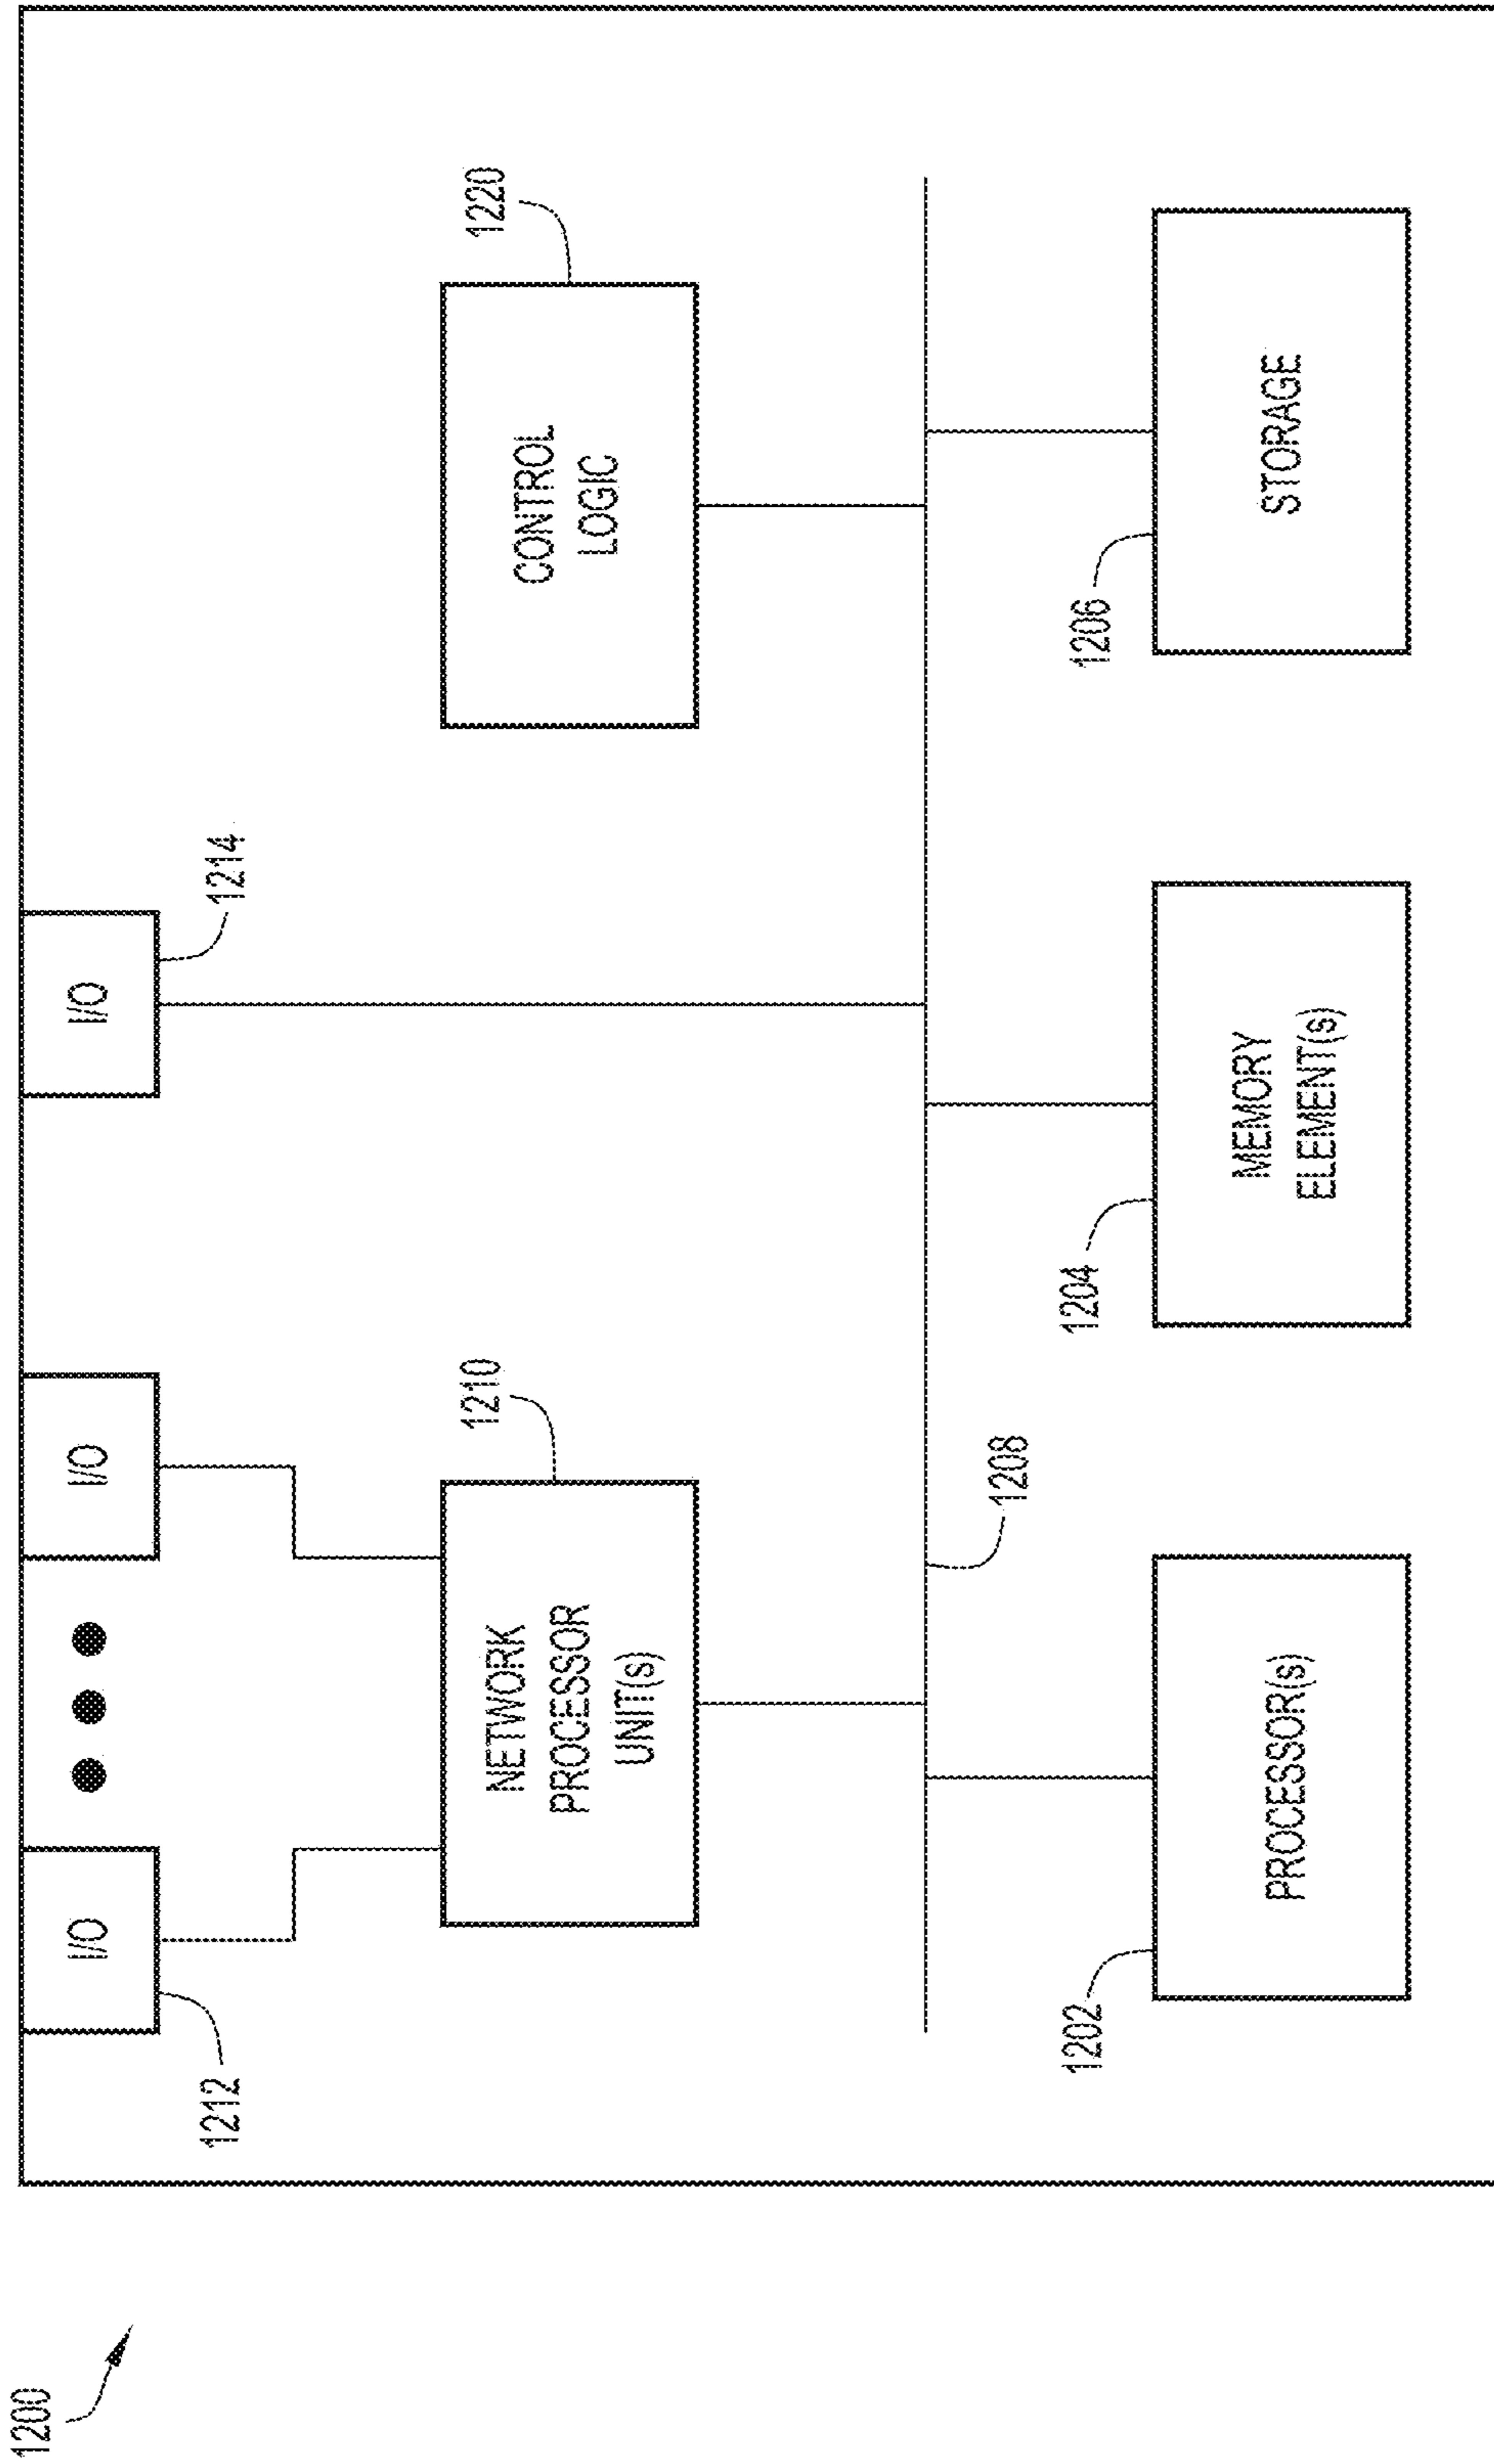 1200
I/O
I/O
I/O
1212
1214
1210
1220
NETWORK
PROCESSOR
UNIT(s)
CONTROL
LOGIC
1208
1202
1204
1206
PROCESSOR(s)
MEMORY
ELEMENT(s)
STORAGE